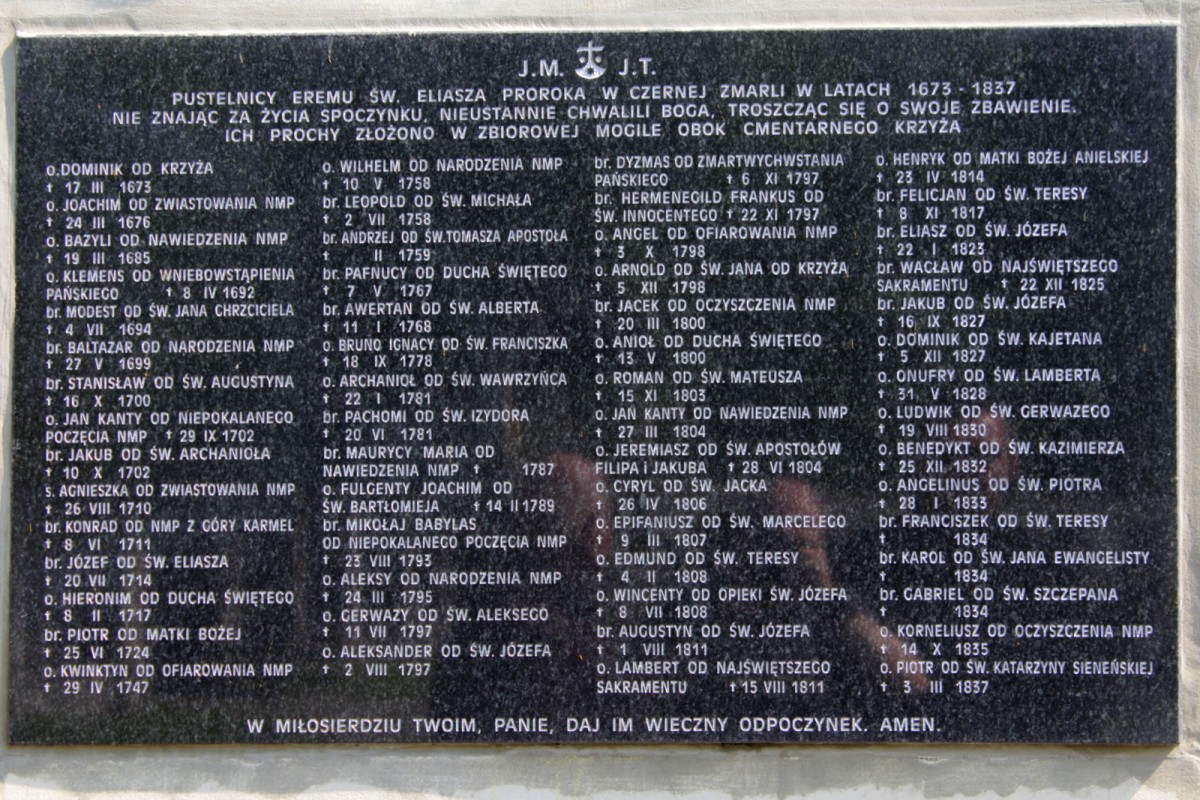 J.M. J.T.
PUSTELNICY EREMU ŚW. ELIASZA PROROKA W CZERNEJ ZMARLI W LATACH 1673 - 1837
NIE ZNAJĄC ZA ŻYCIA SPOCZYNKU, NIEUSTANNIE CHWALILI BOGA, TROSZCZĄC SIĘ O SWOJE ZBAWIENIE.
ICH PROCHY ZŁOŻONO W ZBIOROWEJ MOGILE OBOK CMENTARNEGO KRZYŻA
o. DOMINIK OD KRZYŻA
† 17 III 1673
o. JOACHIM OD ZWIASTOWANIA NMP
† 24 III 1676
o. BAZYLI OD NAWIEDZENIA NMP
† 19 III 1685
o. KLEMENS OD WNIEBOWSTĄPIENIA
PAŃSKIEGO † 8 IV 1692
br. MODEST OD ŚW. JANA CHRZCICIELA
† 4 VII 1694
br. BALTAZAR OD NARODZENIA NMP
† 27 V 1699
br. STANISŁAW OD ŚW. AUGUSTYNA
† 16 X 1700
o. JAN KANTY OD NIEPOKALANEGO
POCZĘCIA NMP † 29 IX 1702
br. JAKUB OD ŚW. ARCHANIOŁA
† 10 X 1702
s. AGNIESZKA OD ZWIASTOWANIA NMP
† 26 VIII 1710
br. KONRAD OD NMP Z GÓRY KARMEL
† 8 VI 1711
br. JÓZEF OD ŚW. ELIASZA
† 20 VII 1714
o. HIERONIM OD DUCHA ŚWIĘTEGO
† 8 II 1717
br. PIOTR OD MATKI BOŻEJ
† 25 VI 1724
o. KWINKTYN OD OFIAROWANIA NMP
† 29 IV 1747
o. WILHELM OD NARODZENIA NMP
† 10 V 1758
br. LEOPOLD OD ŚW. MICHAŁA
† 2 VII 1758
br. ANDRZEJ OD ŚW. TOMASZA APOSTOŁA
† II 1759
br. PAFNUCY OD DUCHA ŚWIĘTEGO
† 7 V 1767
br. AWERTAN OD ŚW. ALBERTA
† 11 I 1768
o. BRUNO IGNACY OD ŚW. FRANCISZKA
† 18 IX 1778
o. ARCHANIOŁ OD ŚW. WAWRZYŃCA
† 22 I 1781
br. PACHOMI OD ŚW. IZYDORA
† 20 VI 1781
br. MAURYCY MARIA OD
NAWIEDZENIA NMP † 1787
o. FULGENTY JOACHIM OD
ŚW. BARTŁOMIEJA † 14 II 1789
br. MIKOŁAJ BABYLAS
OD NIEPOKALANEGO POCZĘCIA NMP
† 23 VIII 1793
o. ALEKSY OD NARODZENIA NMP
† 24 III 1795
o. GERWAZY OD ŚW. ALEKSEGO
† 11 VII 1797
o. ALEKSANDER OD ŚW. JÓZEFA
† 2 VIII 1797
br. DYZMAS OD ZMARTWYCHWSTANIA
PAŃSKIEGO † 6 XI 1797
br. HERMENEGILD FRANKUS OD
ŚW. INNOCENTEGO † 22 XI 1797
o. ANGEL OD OFIAROWANIA NMP
† 3 X 1798
o. ARNOLD OD ŚW. JANA OD KRZYŻA
† 5 XII 1798
br. JACEK OD OCZYSZCZENIA NMP
† 20 III 1800
o. ANIOŁ OD DUCHA ŚWIĘTEGO
† 13 V 1800
o. ROMAN OD ŚW. MATEUSZA
† 15 XI 1803
o. JAN KANTY OD NAWIEDZENIA NMP
† 27 III 1804
o. JEREMIASZ OD ŚW. APOSTOŁÓW
FILIPA i JAKUBA † 28 VI 1804
o. CYRYL OD ŚW. JACKA
† 26 IV 1806
o. EPIFANIUSZ OD ŚW. MARCELEGO
† 9 III 1807
o. EDMUND OD ŚW. TERESY
† 4 II 1808
o. WINCENTY OD OPIEKI ŚW. JÓZEFA
† 8 VII 1808
br. AUGUSTYN OD ŚW. JÓZEFA
† 1 VIII 1811
o. LAMBERT OD NAJŚWIĘTSZEGO
SAKRAMENTU † 15 VIII 1811
o. HENRYK OD MATKI BOŻEJ ANIELSKIEJ
† 23 IV 1814
br. FELICJAN OD ŚW. TERESY
† 8 XI 1817
br. ELIASZ OD ŚW. JÓZEFA
† 22 I 1823
br. WACŁAW OD NAJŚWIĘTSZEGO
SAKRAMENTU † 22 XII 1825
br. JAKUB OD ŚW. JÓZEFA
† 16 IX 1827
o. DOMINIK OD ŚW. KAJETANA
† 5 XII 1827
o. ONUFRY OD ŚW. LAMBERTA
† 31 V 1828
o. LUDWIK OD ŚW. GERWAZEGO
† 19 VIII 1830
o. BENEDYKT OD ŚW. KAZIMIERZA
† 25 XII 1832
o. ANGELINUS OD ŚW. PIOTRA
† 28 I 1833
br. FRANCISZEK OD ŚW. TERESY
† 1834
br. KAROL OD ŚW. JANA EWANGELISTY
† 1834
br. GABRIEL OD ŚW. SZCZEPANA
† 1834
o. KORNELIUSZ OD OCZYSZCZENIA NMP
† 14 X 1835
o. PIOTR OD ŚW. KATARZYNY SIENEŃSKIEJ
† 3 III 1837
W MIŁOSIERDZIU TWOIM, PANIE, DAJ IM WIECZNY ODPOCZYNEK. AMEN.